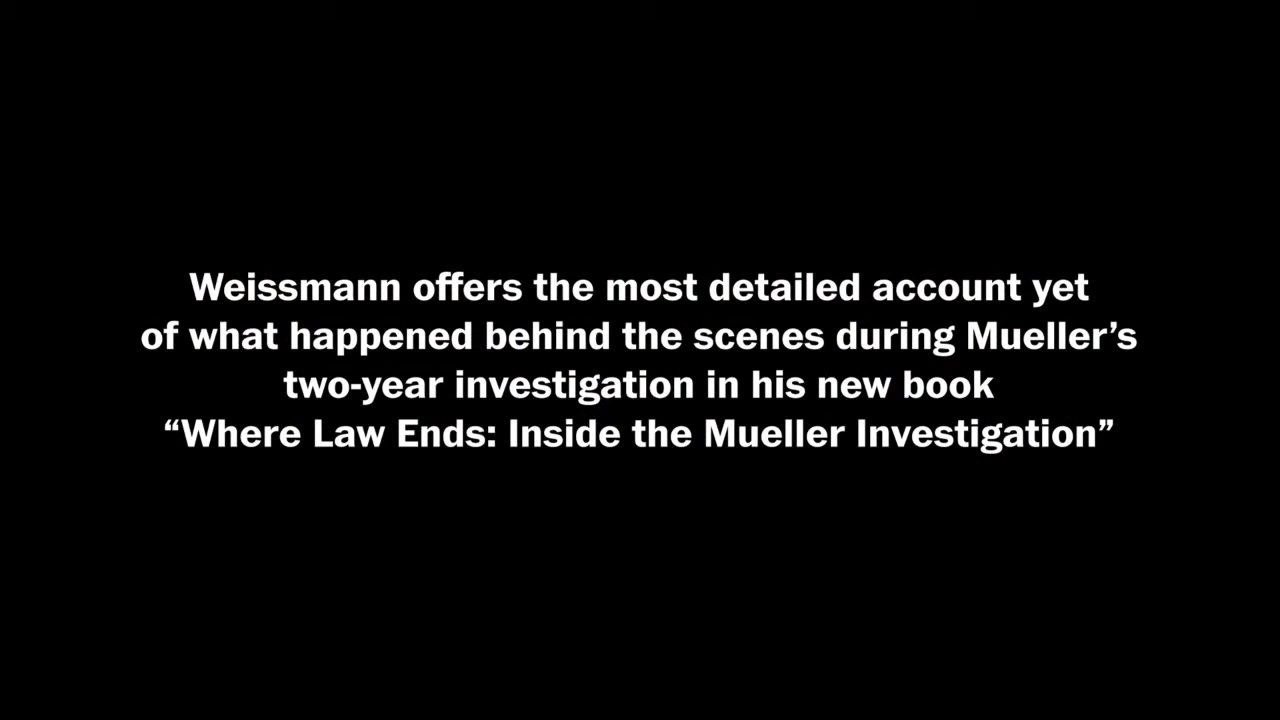 Weissmann offers the most detailed account yet
of what happened behind the scenes during Mueller’s
two-year investigation in his new book
“Where Law Ends: Inside the Mueller Investigation”